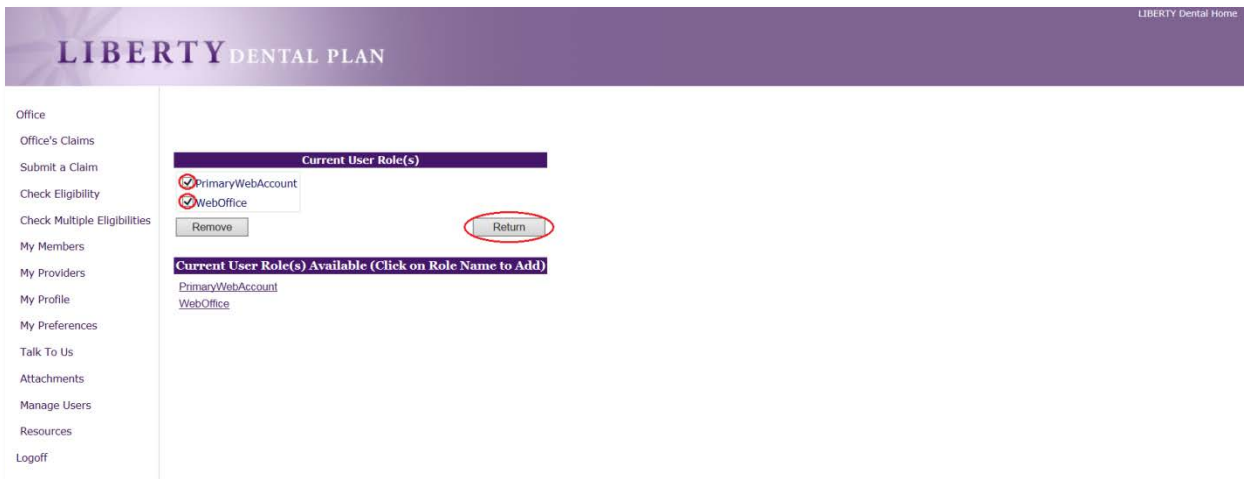 LIBERTY Dental Home
LIBERTY DENTAL PLAN
Office
Office's Claims
Submit a Claim
Check Eligibility
Check Multiple Eligibilities
My Members
My Providers
My Profile
My Preferences
Talk To Us
Attachments
Manage Users
Resources
Logoff
Current User Role(s)
PrimaryWebAccount
WebOffice
Remove Return
Current User Role(s) Available (Click on Role Name to Add)
PrimaryWebAccount
WebOffice